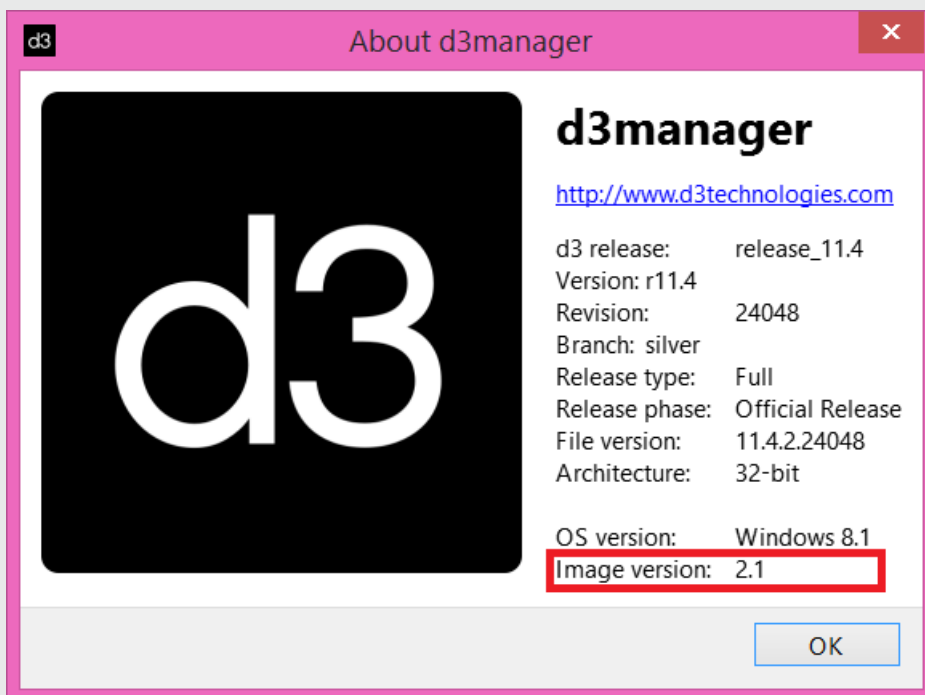 d3 About d3manager
d3
d3manager
http://www.d3technologies.com
d3 release: release_11.4
Version: r11.4
Revision: 24048
Branch: silver
Release type: Full
Release phase: Official Release
File version: 11.4.2.24048
Architecture: 32-bit
OS version: Windows 8.1
Image version: 2.1
OK